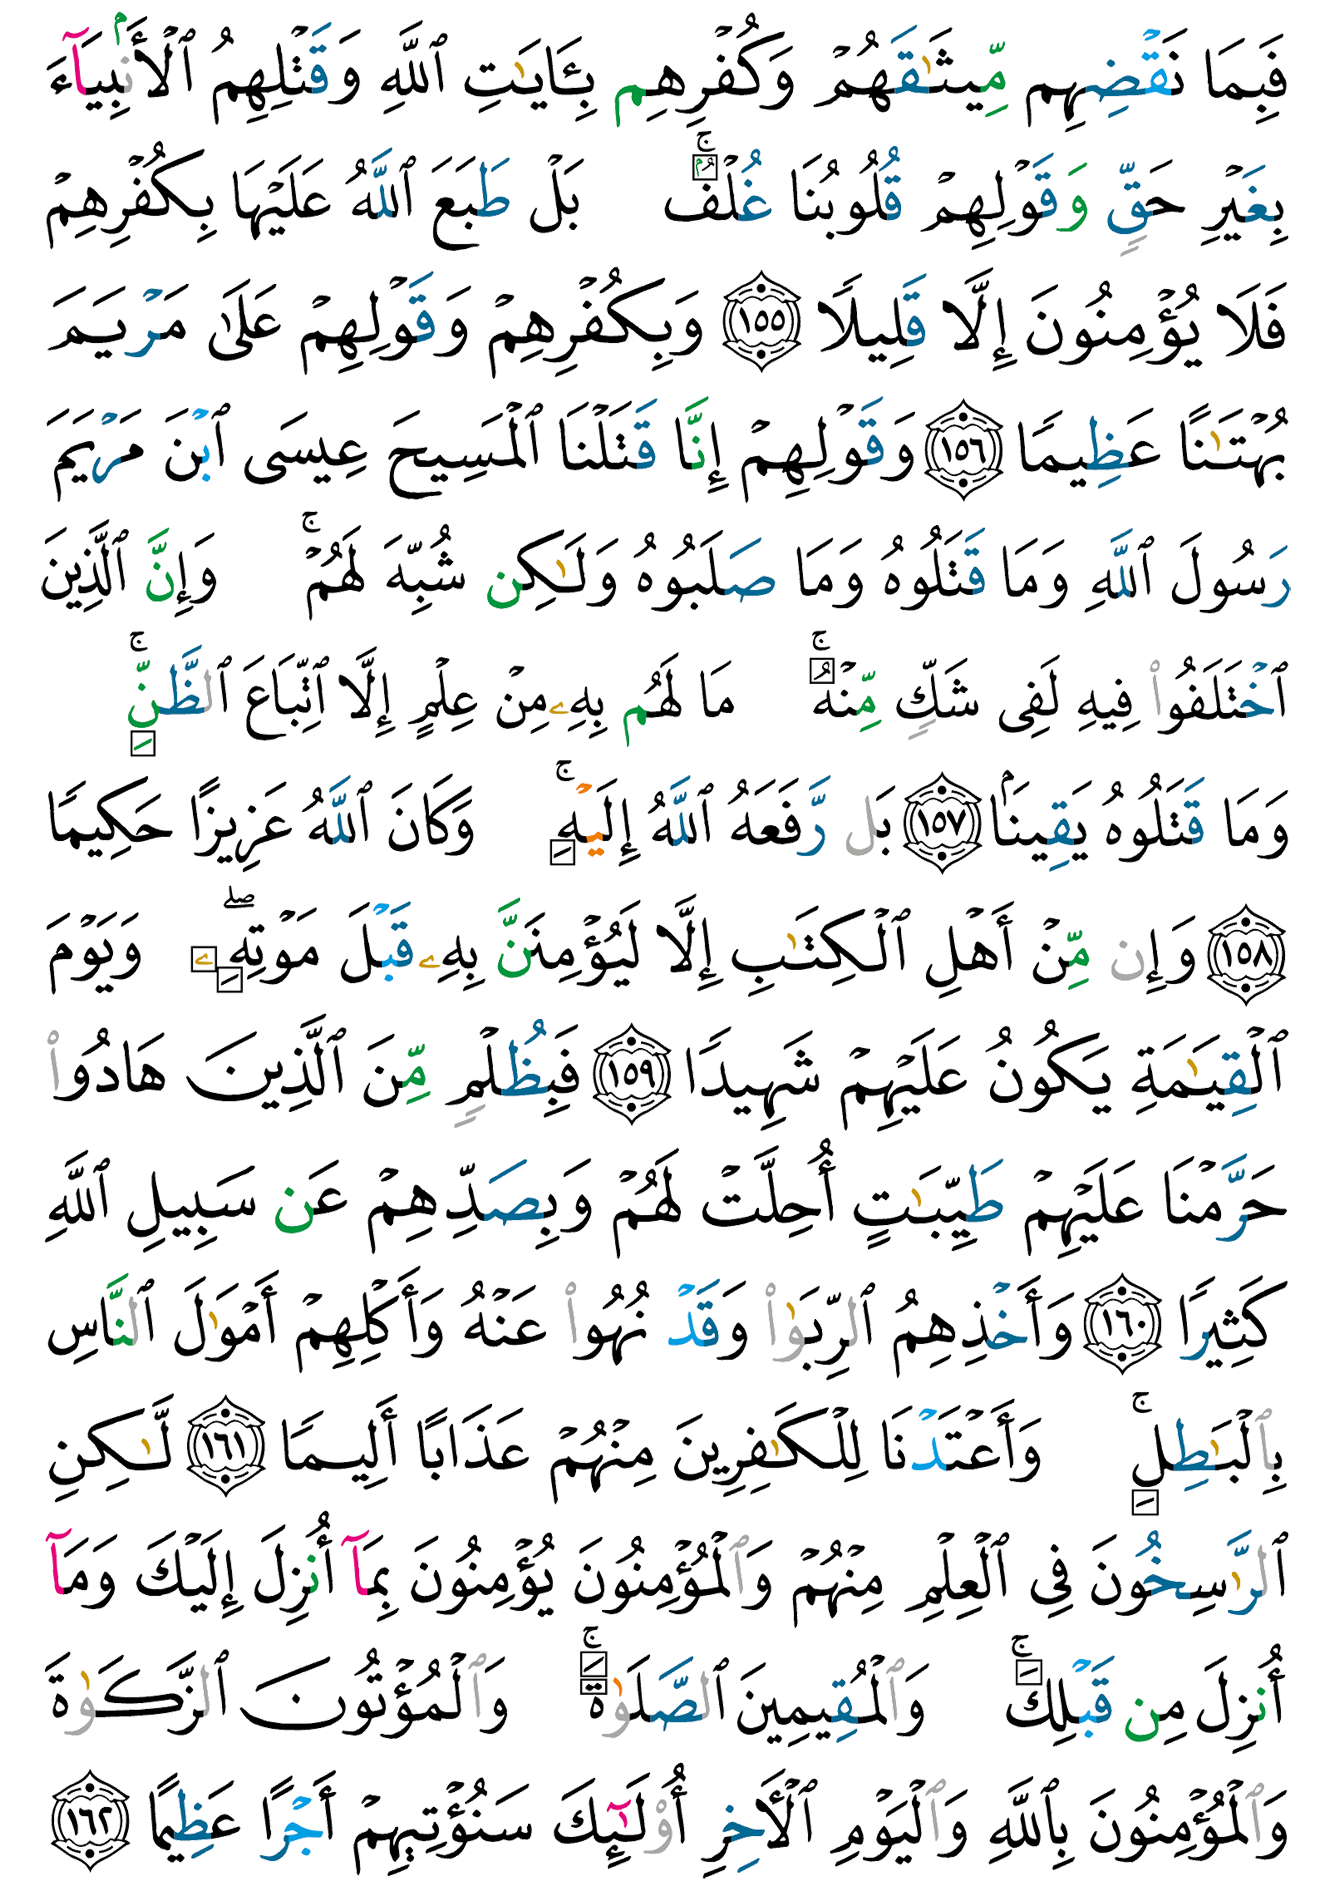 فَبِمَا نَقْضِهِم مِّيثَـٰقَهُمْ وَكُفْرِهِم بِـَٔايَـٰتِ ٱللَّهِ وَقَتْلِهِمُ ٱلْأَنۢبِيَآءَ
بِغَيْرِ حَقٍّ وَقَوْلِهِمْ قُلُوبُنَا غُلْفٌۢ ۚ بَلْ طَبَعَ ٱللَّهُ عَلَيْهَا بِكُفْرِهِمْ
فَلَا يُؤْمِنُونَ إِلَّا قَلِيلًا ١٥٥ وَبِكُفْرِهِمْ وَقَوْلِهِمْ عَلَىٰ مَرْيَمَ
بُهْتَـٰنًا عَظِيمًا ١٥٦ وَقَوْلِهِمْ إِنَّا قَتَلْنَا ٱلْمَسِيحَ عِيسَى ٱبْنَ مَرْيَمَ
رَسُولَ ٱللَّهِ وَمَا قَتَلُوهُ وَمَا صَلَبُوهُ وَلَـٰكِن شُبِّهَ لَهُمْ ۚ وَإِنَّ ٱلَّذِينَ
ٱخْتَلَفُوا۟ فِيهِ لَفِى شَكٍّ مِّنْهُ ۚ مَا لَهُم بِهِۦ مِنْ عِلْمٍ إِلَّا ٱتِّبَاعَ ٱلظَّنِّ ۚ
وَمَا قَتَلُوهُ يَقِينًۢا ١٥٧ بَل رَّفَعَهُ ٱللَّهُ إِلَيْهِ ۚ وَكَانَ ٱللَّهُ عَزِيزًا حَكِيمًا
١٥٨ وَإِن مِّنْ أَهْلِ ٱلْكِتَـٰبِ إِلَّا لَيُؤْمِنَنَّ بِهِۦ قَبْلَ مَوْتِهِۦ ۖ وَيَوْمَ
ٱلْقِيَـٰمَةِ يَكُونُ عَلَيْهِمْ شَهِيدًا ١٥٩ فَبِظُلْمٍ مِّنَ ٱلَّذِينَ هَادُوا۟
حَرَّمْنَا عَلَيْهِمْ طَيِّبَـٰتٍ أُحِلَّتْ لَهُمْ وَبِصَدِّهِمْ عَن سَبِيلِ ٱللَّهِ
كَثِيرًا ١٦٠ وَأَخْذِهِمُ ٱلرِّبَوٰا۟ وَقَدْ نُهُوا۟ عَنْهُ وَأَكْلِهِمْ أَمْوَٰلَ ٱلنَّاسِ
بِٱلْبَـٰطِلِ ۚ وَأَعْتَدْنَا لِلْكَـٰفِرِينَ مِنْهُمْ عَذَابًا أَلِيمًا ١٦١ لَّـٰكِنِ
ٱلرَّٰسِخُونَ فِى ٱلْعِلْمِ مِنْهُمْ وَٱلْمُؤْمِنُونَ يُؤْمِنُونَ بِمَآ أُنزِلَ إِلَيْكَ وَمَآ
أُنزِلَ مِن قَبْلِكَ ۚ وَٱلْمُقِيمِينَ ٱلصَّلَوٰةَ ۚ وَٱلْمُؤْتُونَ ٱلزَّكَوٰةَ
وَٱلْمُؤْمِنُونَ بِٱللَّهِ وَٱلْيَوْمِ ٱلْـَٔاخِرِ أُو۟لَـٰٓئِكَ سَنُؤْتِيهِمْ أَجْرًا عَظِيمًا ١٦٢